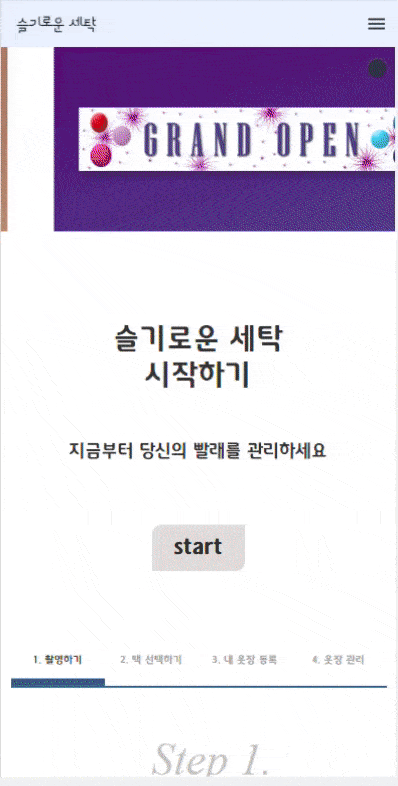 슬기로운 세탁
GRAND OPEN
슬기로운 세탁
시작하기
지금부터 당신의 빨래를 관리하세요
start
1. 촬영하기 2. 택 선택하기 3. 내 옷장 등록 4. 옷장 관리
Step 1.